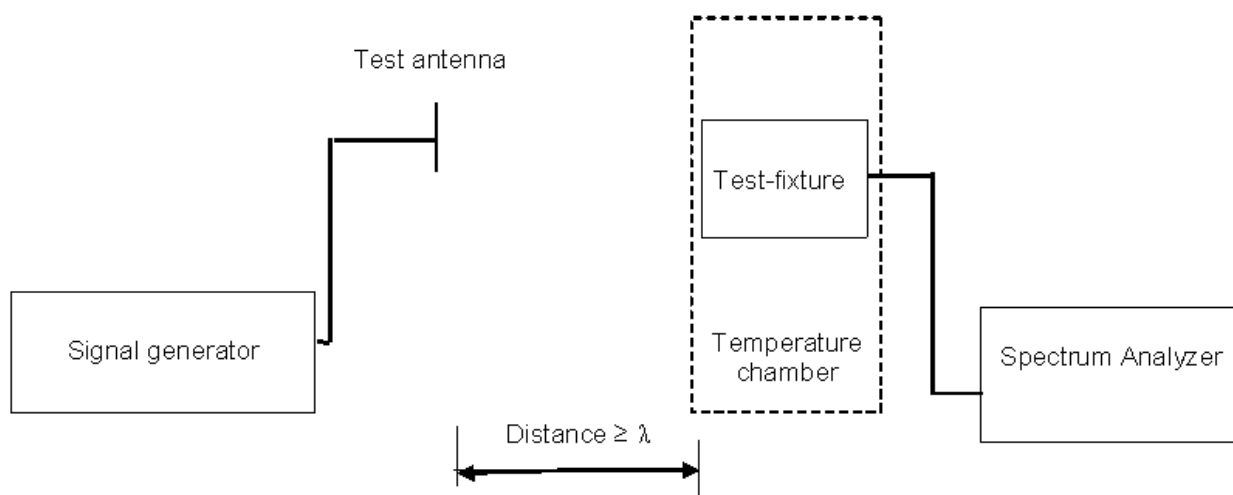 Test antenna
Test-fixture
Signal generator
Temperature
chamber
Spectrum Analyzer
Distance ≥ λ